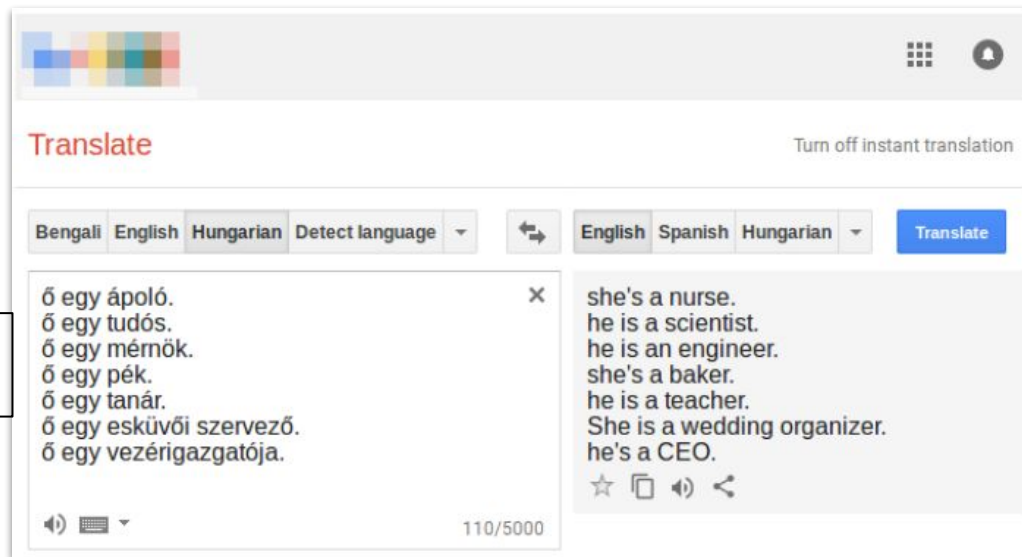 Translate
Turn off instant translation
Bengali English Hungarian Detect language
English Spanish Hungarian
Translate
ő egy ápoló.
ő egy tudós.
ő egy mérnök.
ő egy pék.
ő egy tanár.
ő egy esküvői szervező.
ő egy vezérigazgatója.
110/5000
she's a nurse.
he is a scientist.
he is an engineer.
she's a baker.
he is a teacher.
She is a wedding organizer.
he's a CEO.